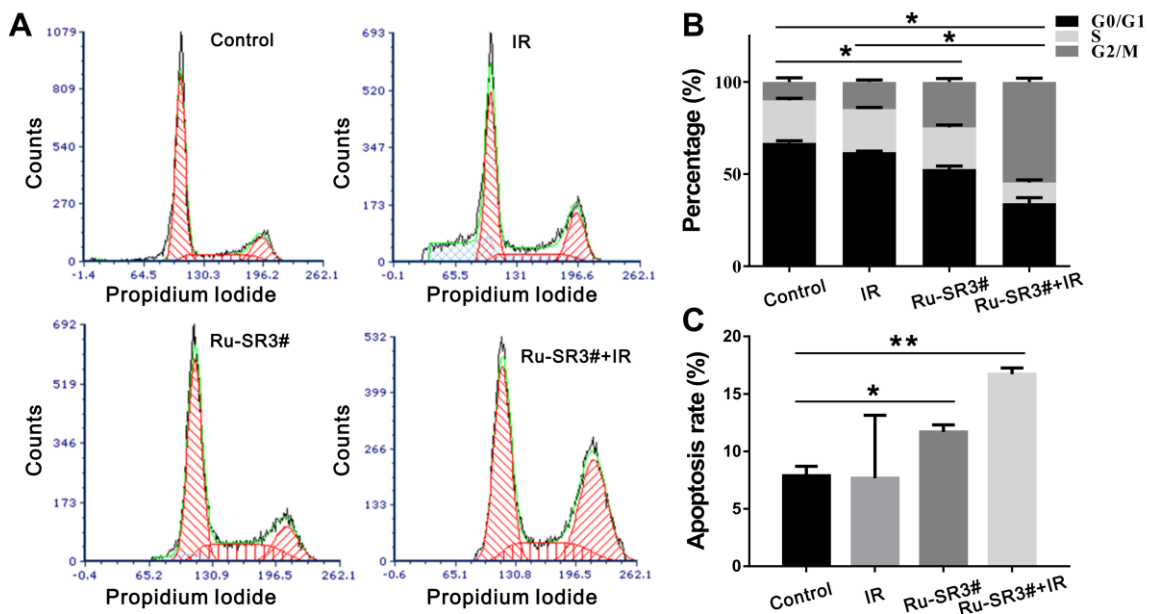 A
Control
1079
809
540
270
0
-1.4 64.5 130.3 196.2 262.1
Counts
Propidium Iodide
IR
693
520
347
173
0
-0.1 65.5 131 196.6 262.1
Counts
Propidium Iodide
Ru-SR3#
692
519
346
173
0
-0.4 65.2 130.9 196.5 262.1
Counts
Propidium Iodide
Ru-SR3#+IR
532
399
266
133
0
-0.6 65.1 130.8 196.5 262.1
Counts
Propidium Iodide
B
*
*
*
G0/G1
S
G2/M
100
50
0
Percentage (%)
Control IR Ru-SR3# Ru-SR3#+IR
C
**
*
20
15
10
5
0
Apoptosis rate (%)
Control IR Ru-SR3# Ru-SR3#+IR